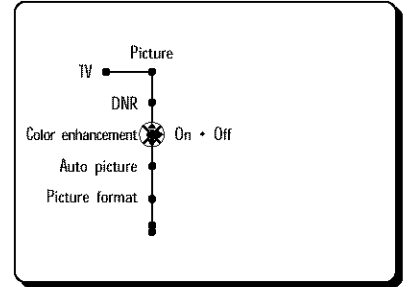 Picture
TV
DNR
Color enhancement On • Off
Auto picture
Picture format